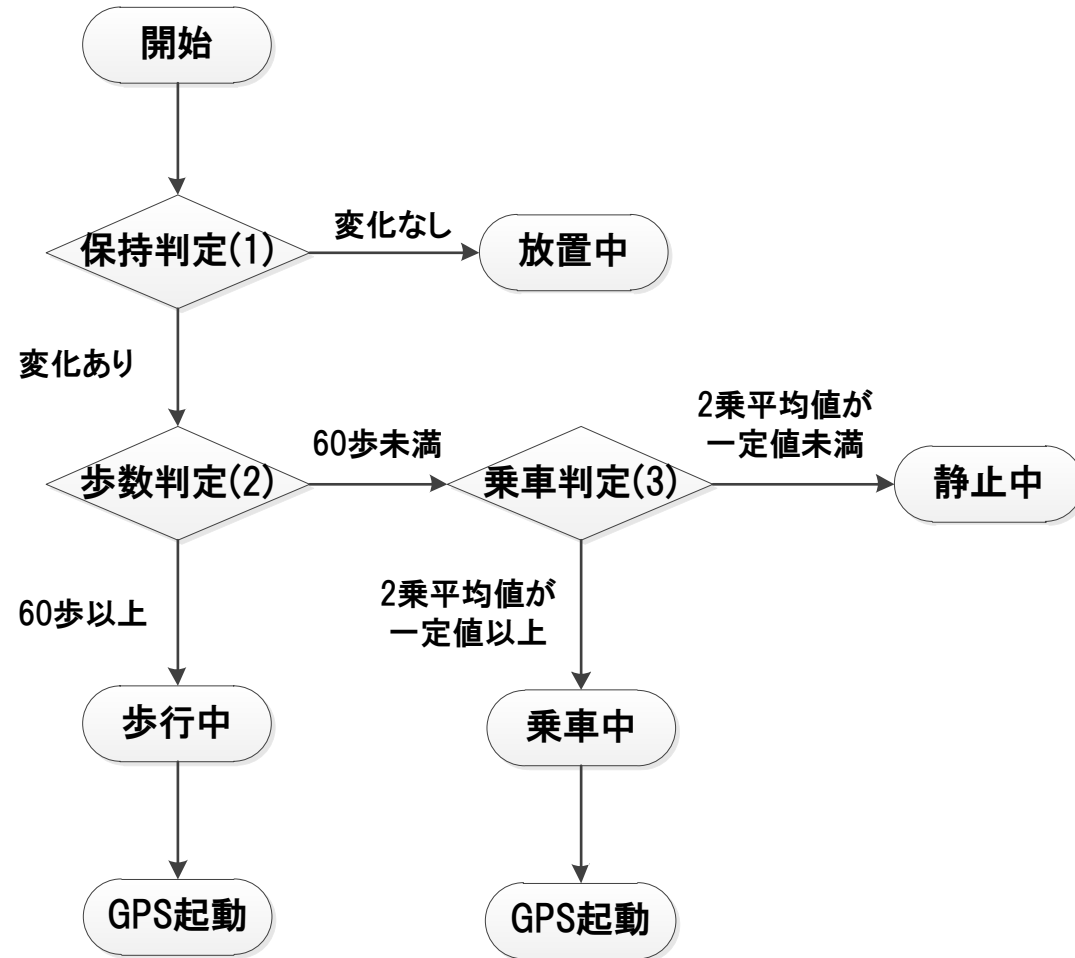 開始
保持判定(1)
変化なし
放置中
変化あり
歩数判定(2)
60歩未満
乗車判定(3)
2乗平均値が
一定値未満
静止中
60歩以上
2乗平均値が
一定値以上
歩行中
乗車中
GPS起動
GPS起動